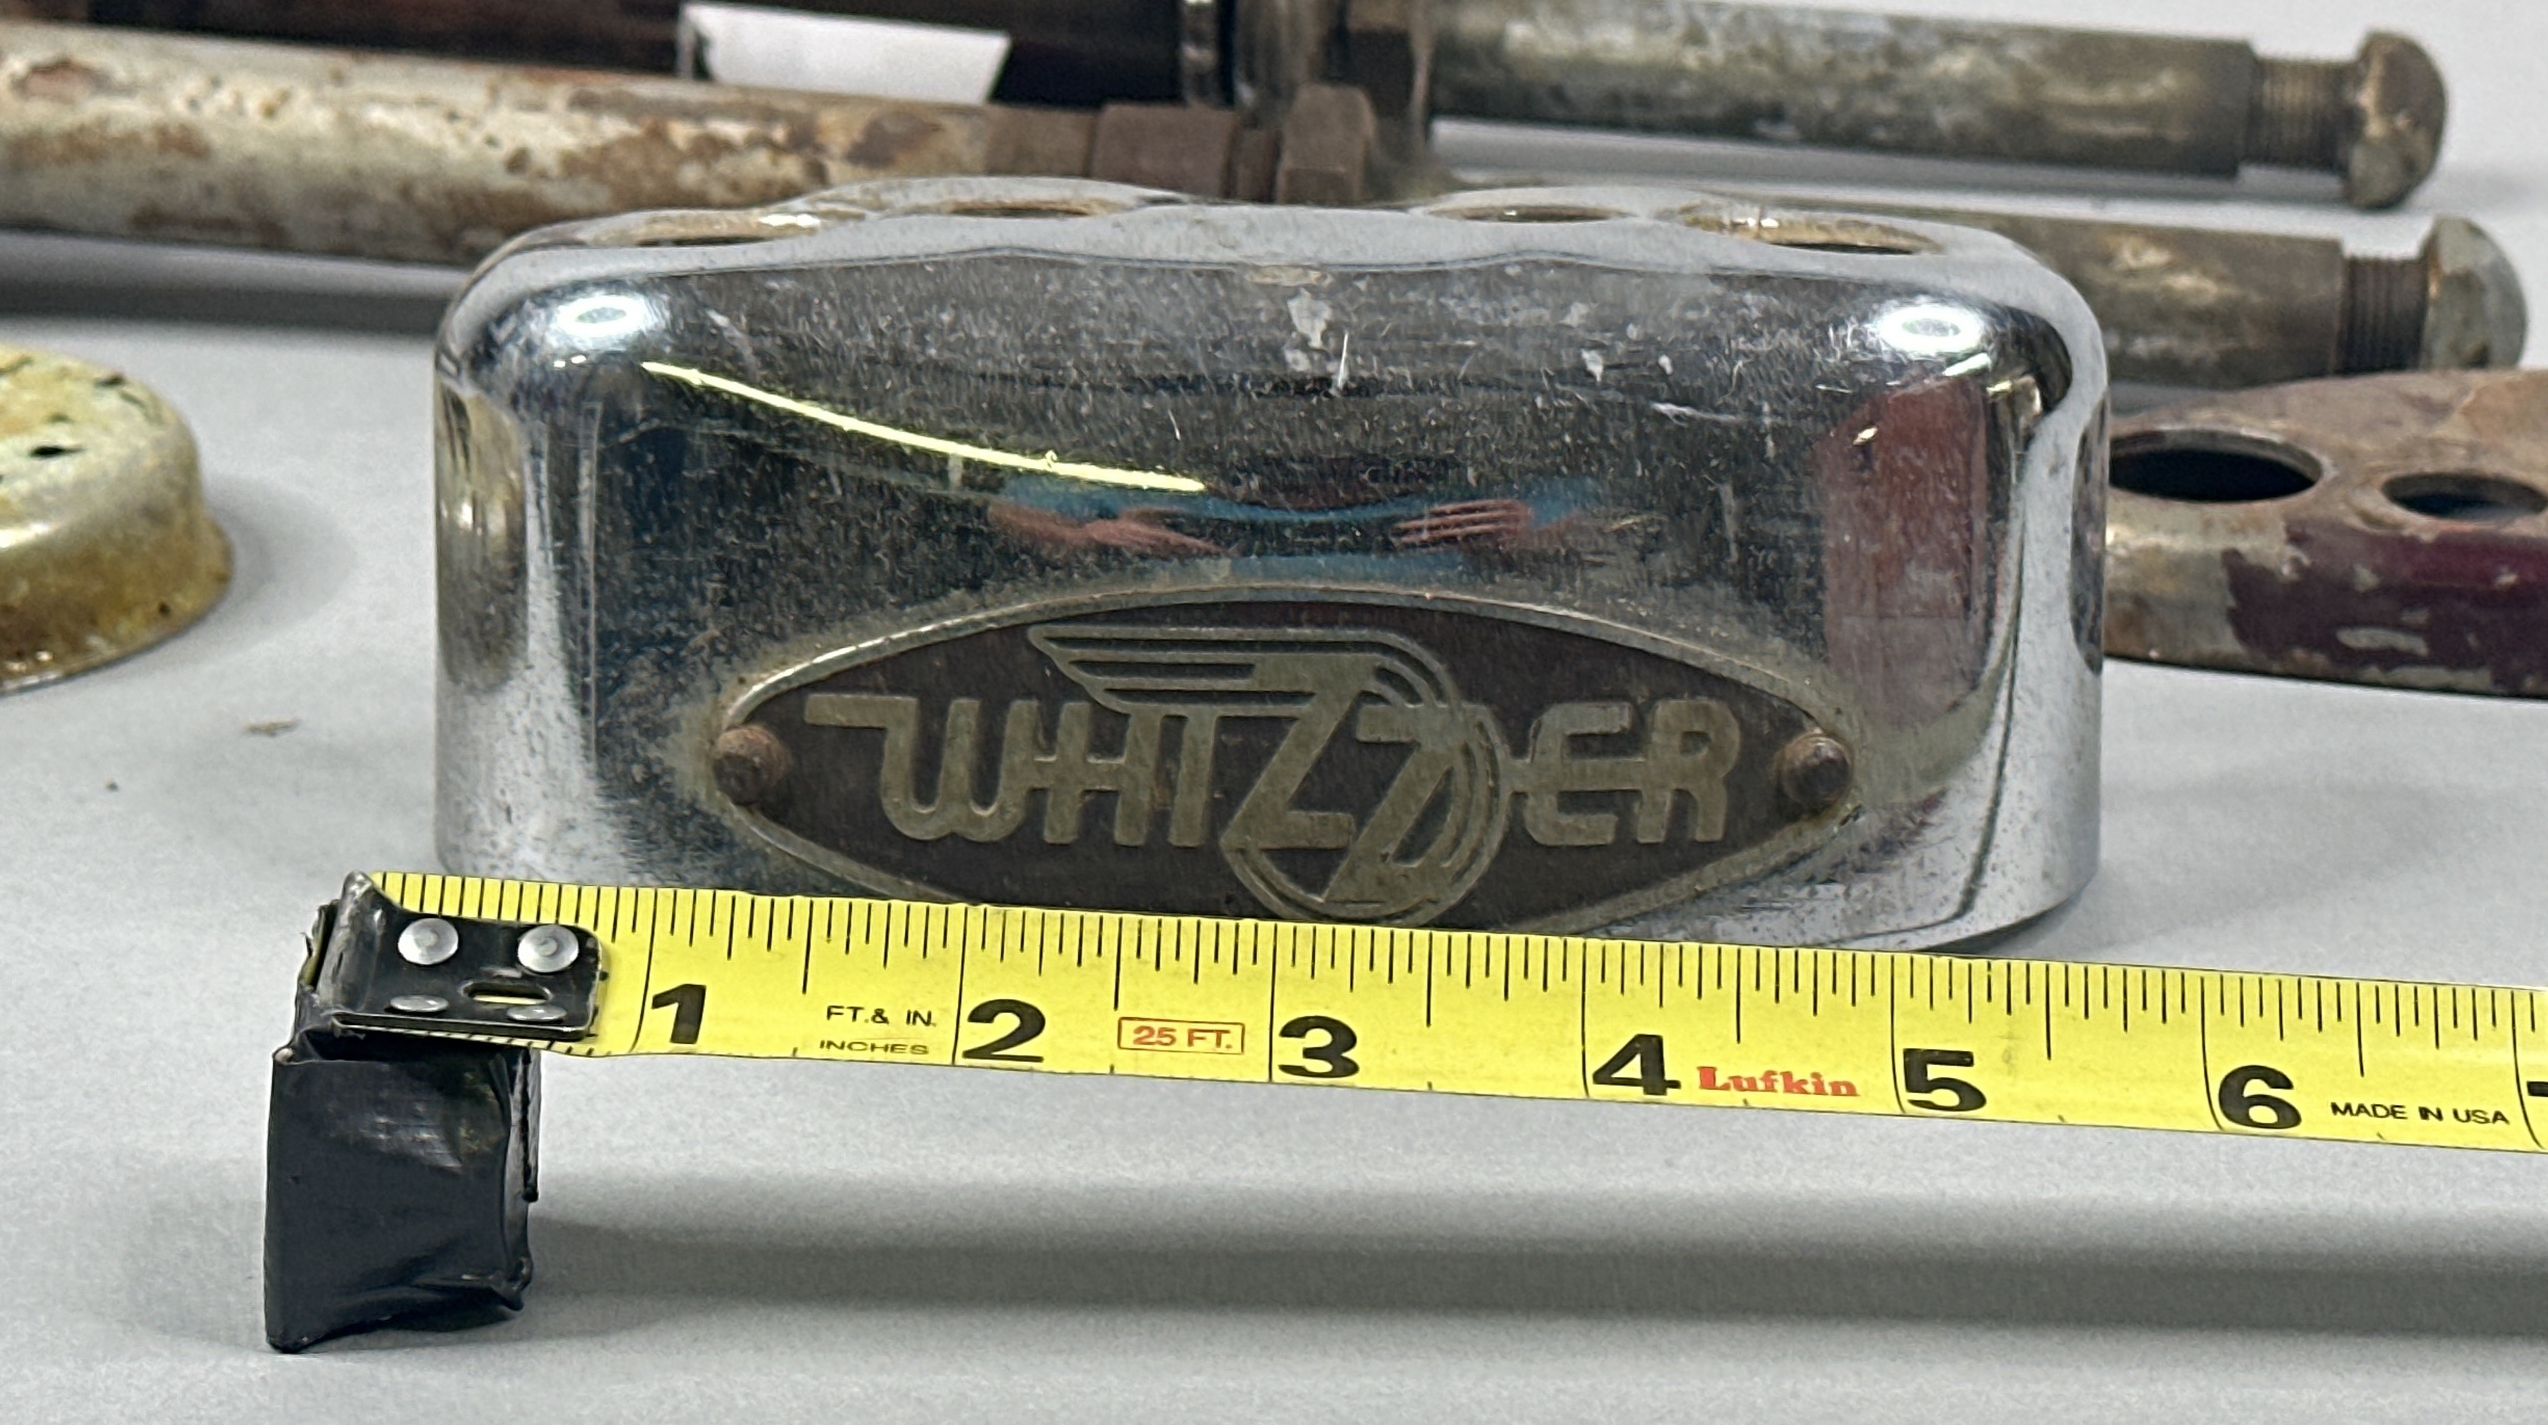 WHIZZER
1 2 3 4 5 6
FT.& IN.
INCHES
25 FT.
Lufkin
MADE IN USA